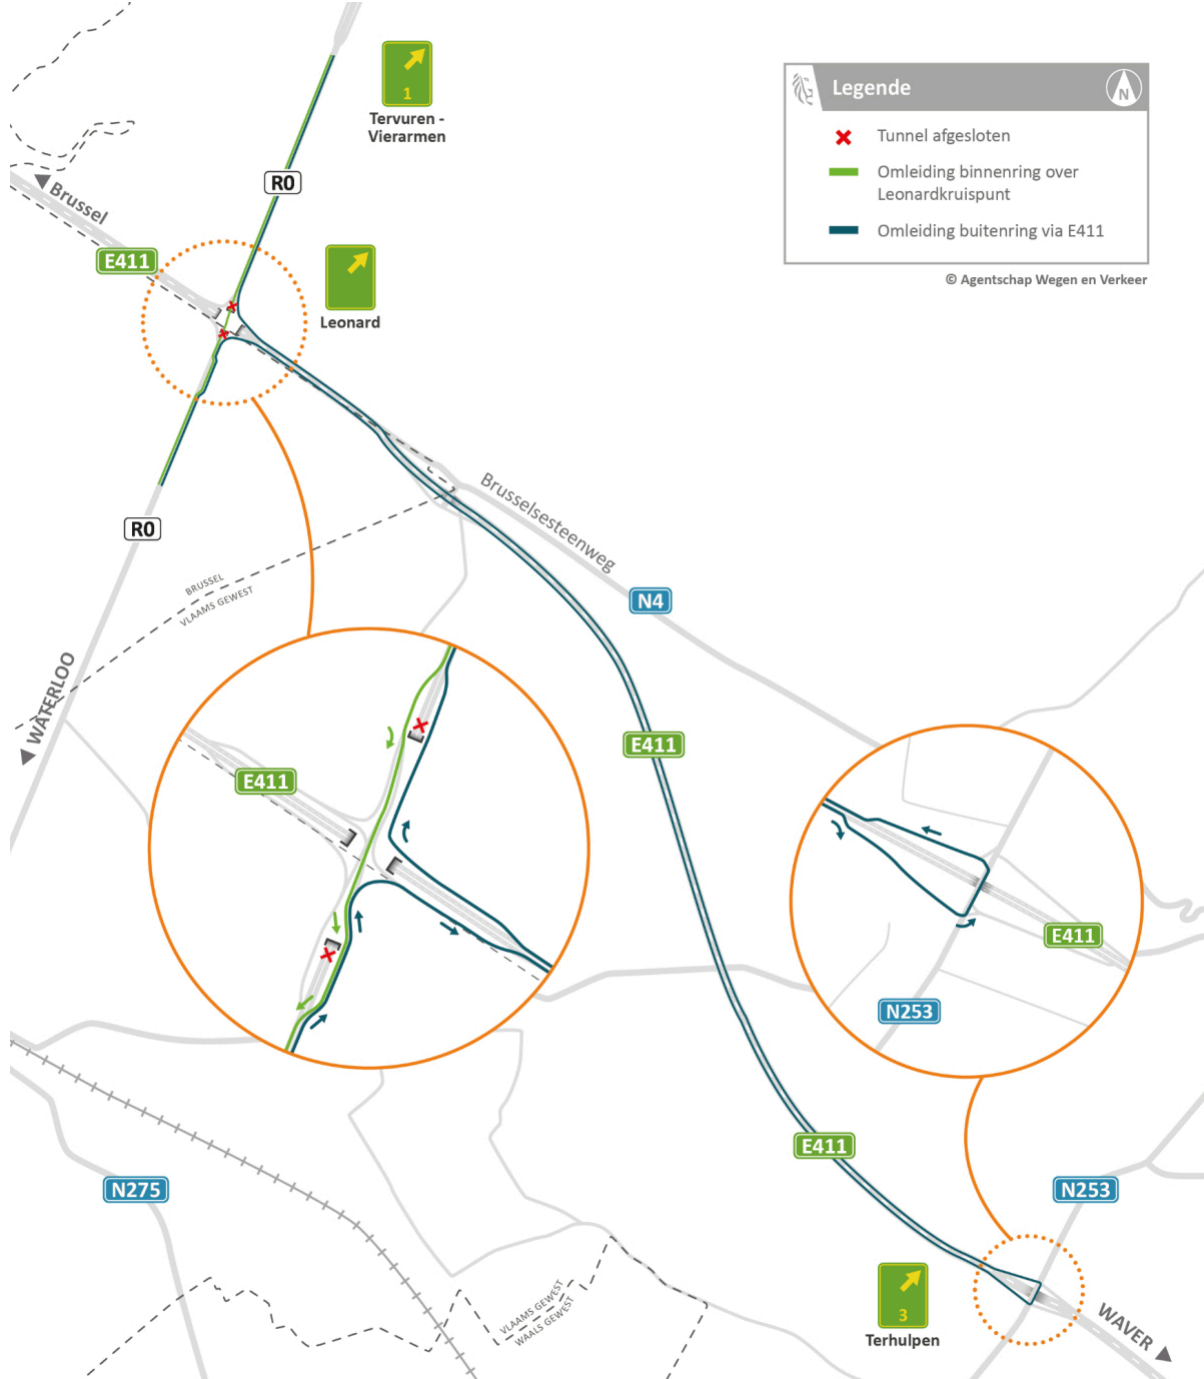 1
Tervuren -
Vierarmen
Legende
N
Tunnel afgesloten
Omleiding binnenring over
Leonardkruispunt
Omleiding buitenring via E411
© Agentschap Wegen en Verkeer
R0
Brussel
E411
Leonard
R0
Brusselsesteenweg
BRUSSEL
VLAAMS GEWEST
N4
WATERLOO
E411
E411
E411
N253
E411
N275
N253
3
Terhulpen
VLAAMS GEWEST
WAALS GEWEST
WAVER